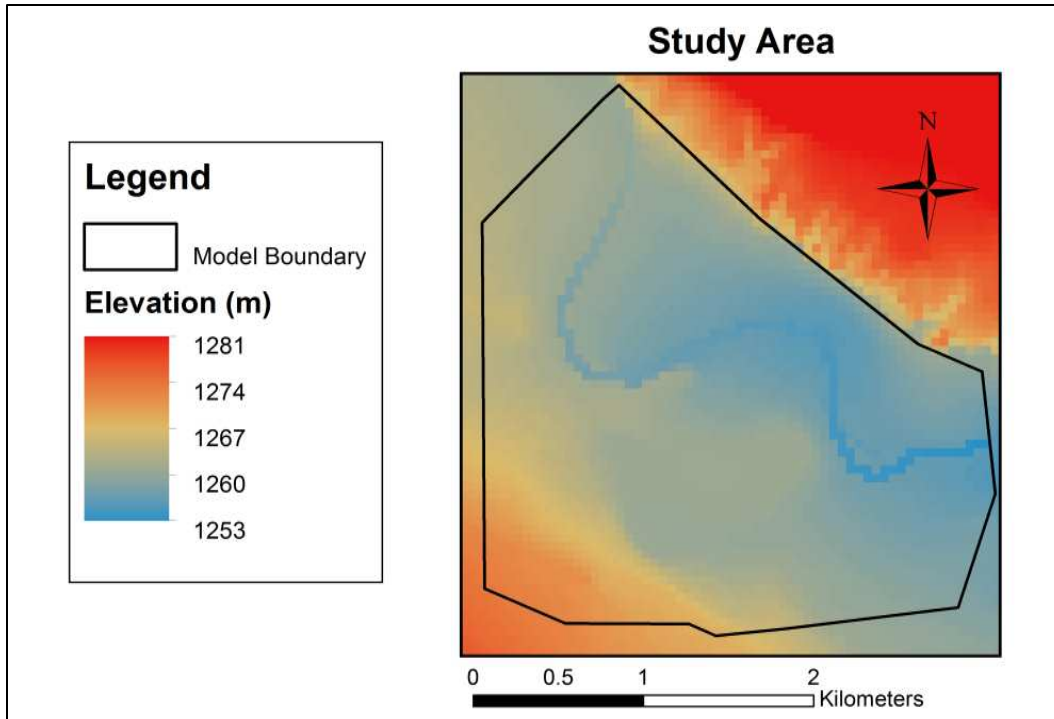 Study Area
N
Legend
Model Boundary
Elevation (m)
1281
1274
1267
1260
1253
0 0.5 1 2
Kilometers